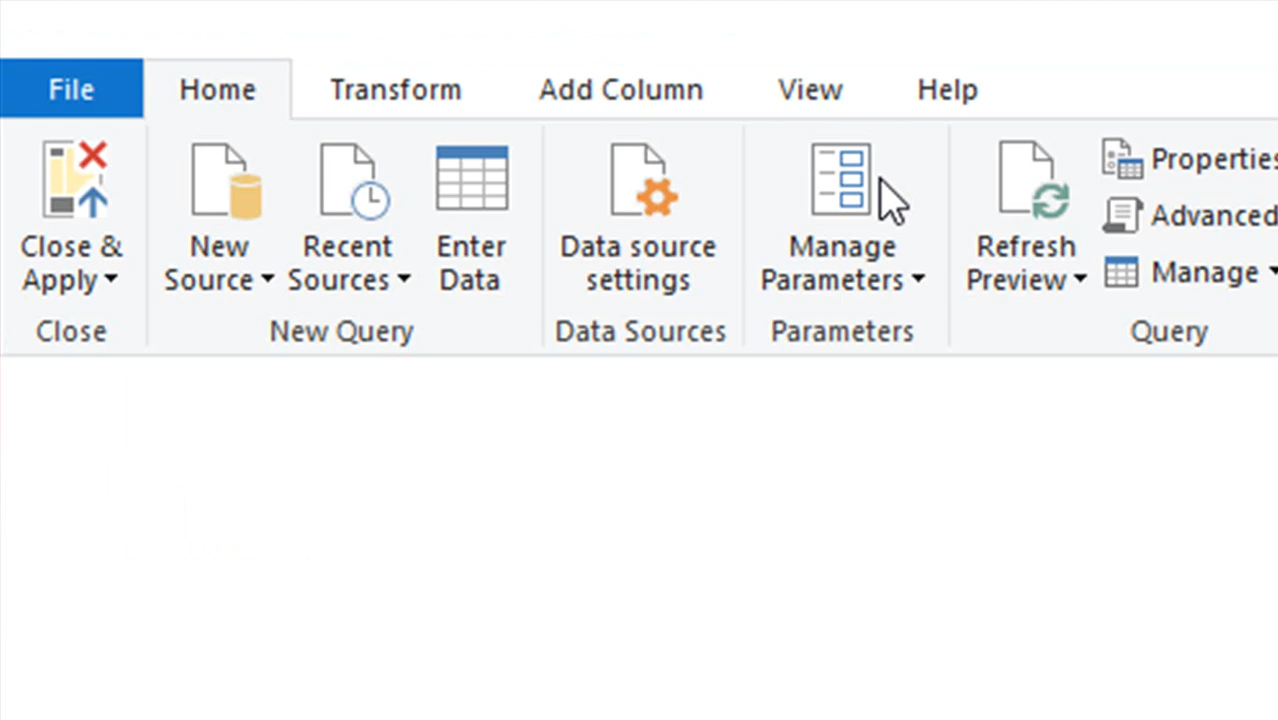 File Home Transform Add Column View Help
Close &
Apply
New
Source
Recent
Sources
Enter
Data
Data source
settings
Manage
Parameters
Refresh
Preview
Properties
Advanced
Manage
Close
New Query
Data Sources
Parameters
Query